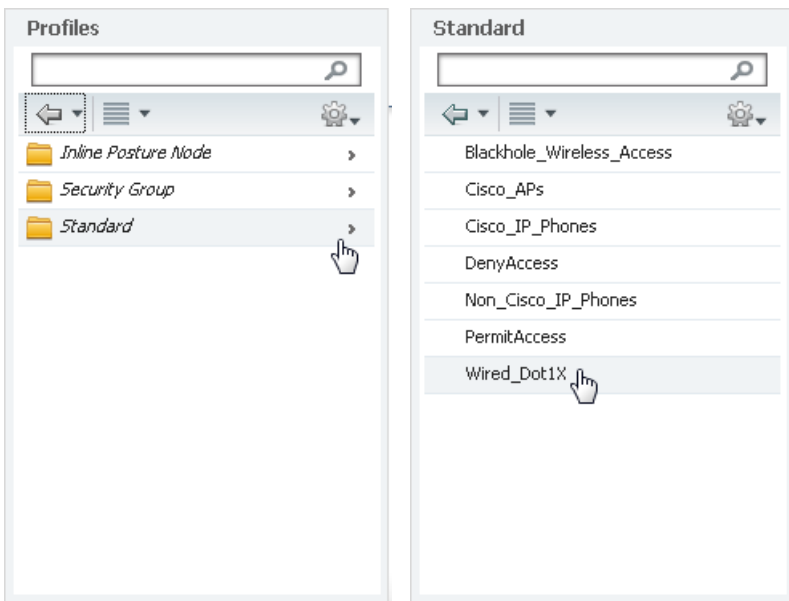 Profiles
Inline Posture Node
Security Group
Standard
Standard
Blackhole_Wireless_Access
Cisco_APs
Cisco_IP_Phones
DenyAccess
Non_Cisco_IP_Phones
PermitAccess
Wired_Dot1X